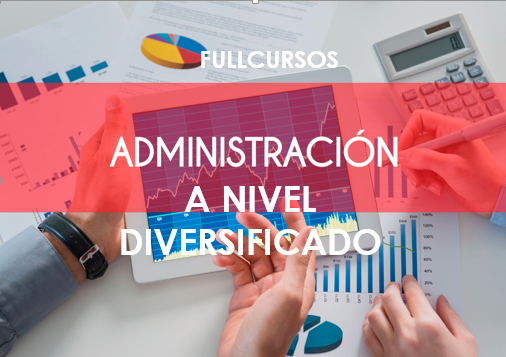 FULLCURSOS
ADMINISTRACIÓN
A NIVEL
DIVERSIFICADO